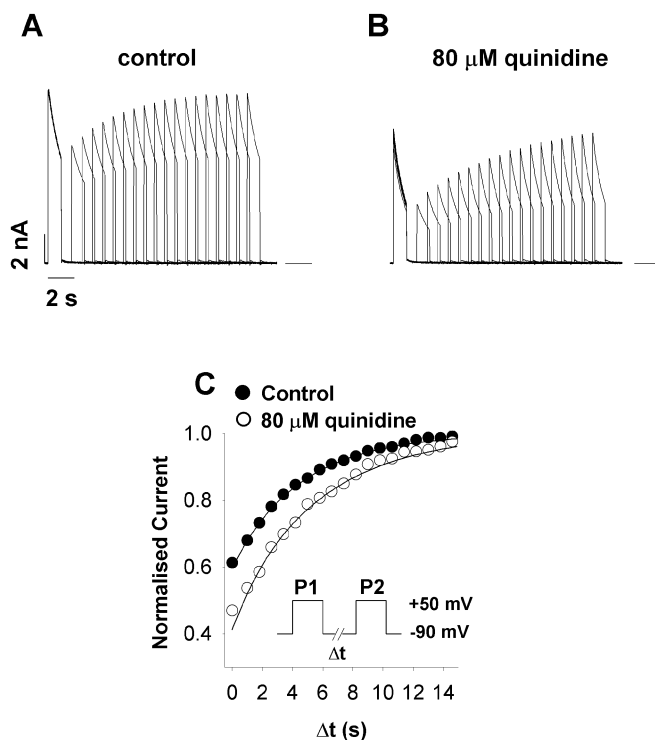 A
control
B
80 μM quinidine
2 nA
2 s
C
Control
80 μM quinidine
Normalised Current
1.0
0.8
0.6
0.4
P1
P2
+50 mV
-90 mV
Δt
0 2 4 6 8 10 12 14
Δt (s)